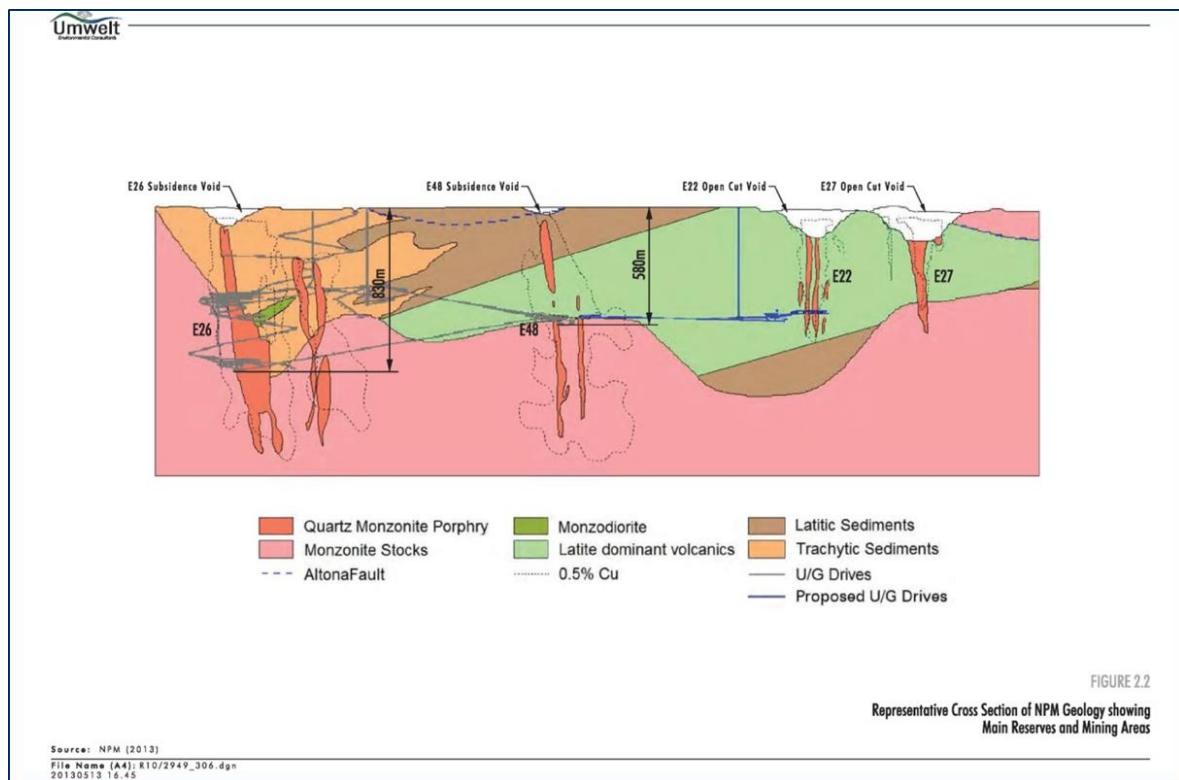 Umwelt
Environmental Consultants
E26 Subsidence Void
E48 Subsidence Void
E22 Open Cut Void
E27 Open Cut Void
830m
580m
E26
E48
E22
E27
Quartz Monzonite Porphry
Monzodiorite
Latitic Sediments
Monzonite Stocks
Latite dominant volcanics
Trachytic Sediments
AltonaFault
0.5% Cu
U/G Drives
Proposed U/G Drives
FIGURE 2.2
Representative Cross Section of NPM Geology showing
Main Reserves and Mining Areas
Source: NPM (2013)
File Name (A4): R10/2949_306.dgn
20130513 16.45